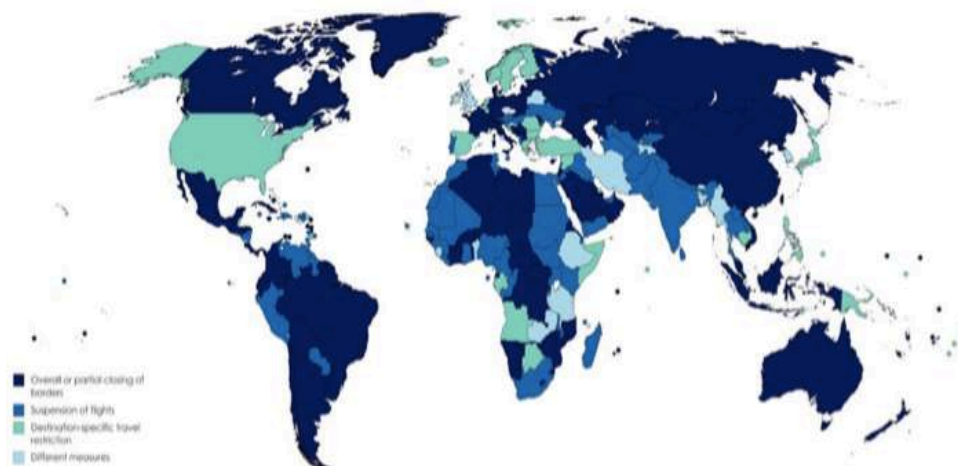 Overall or partial closing of
borders
Suspension of flights
Destination-specific travel
restriction
Different measures